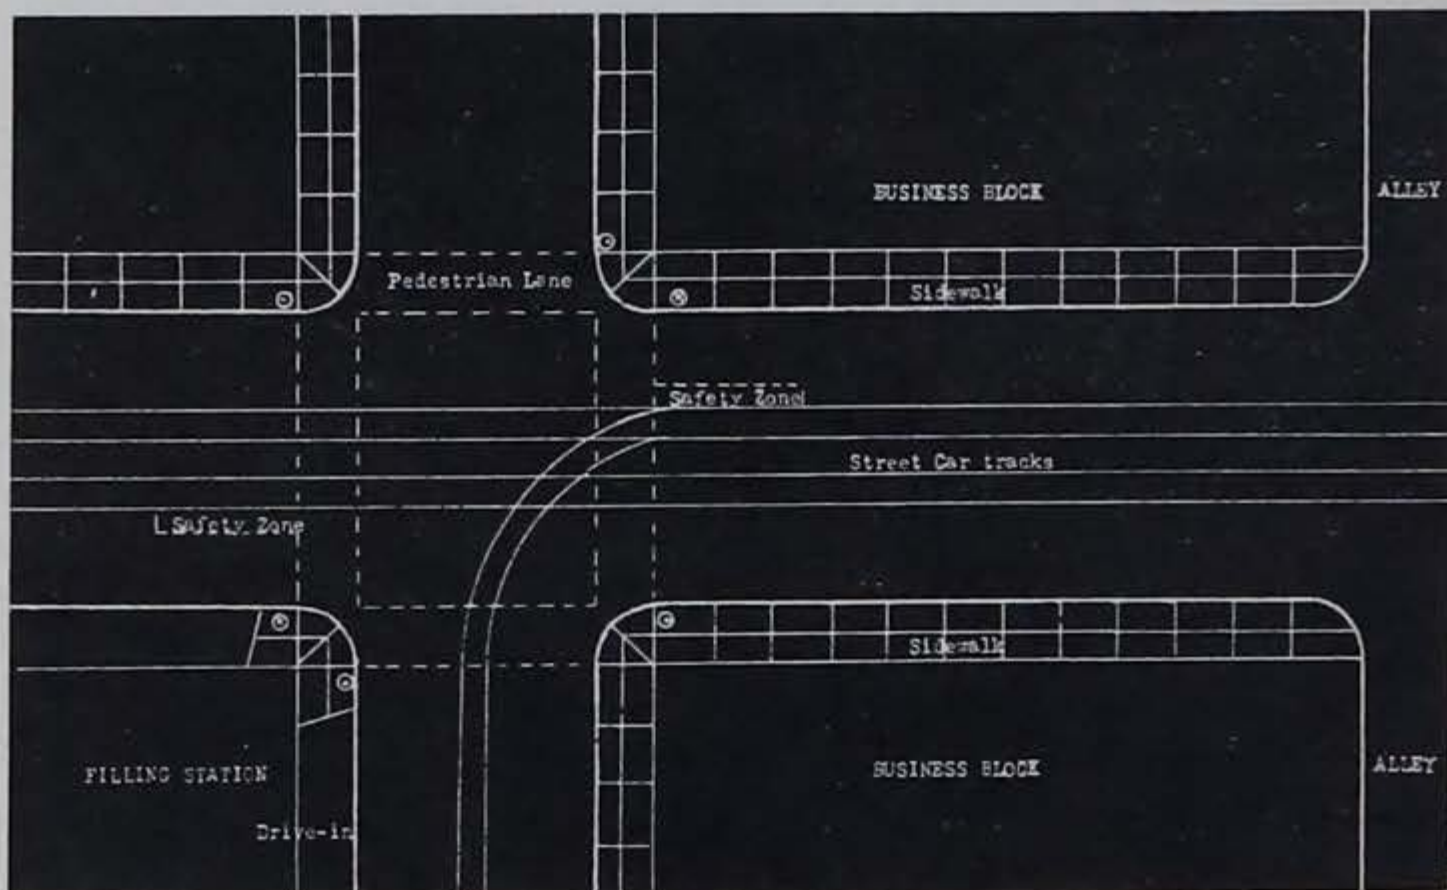 BUSINESS BLOCK
ALLEY
Pedestrian Lane
Sidewalk
Safety Zone
Street Car tracks
Safety Zone
Sidewalk
FILLING STATION
BUSINESS BLOCK
ALLEY
Drive-in